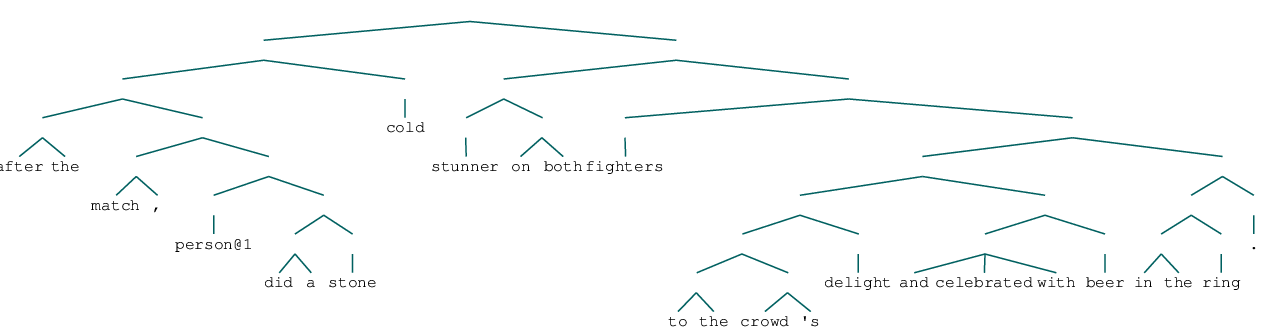 cold
after the stunner on both fighters
match ,
person@1 .
did a stone delight and celebrated with beer in the ring
to the crowd 's